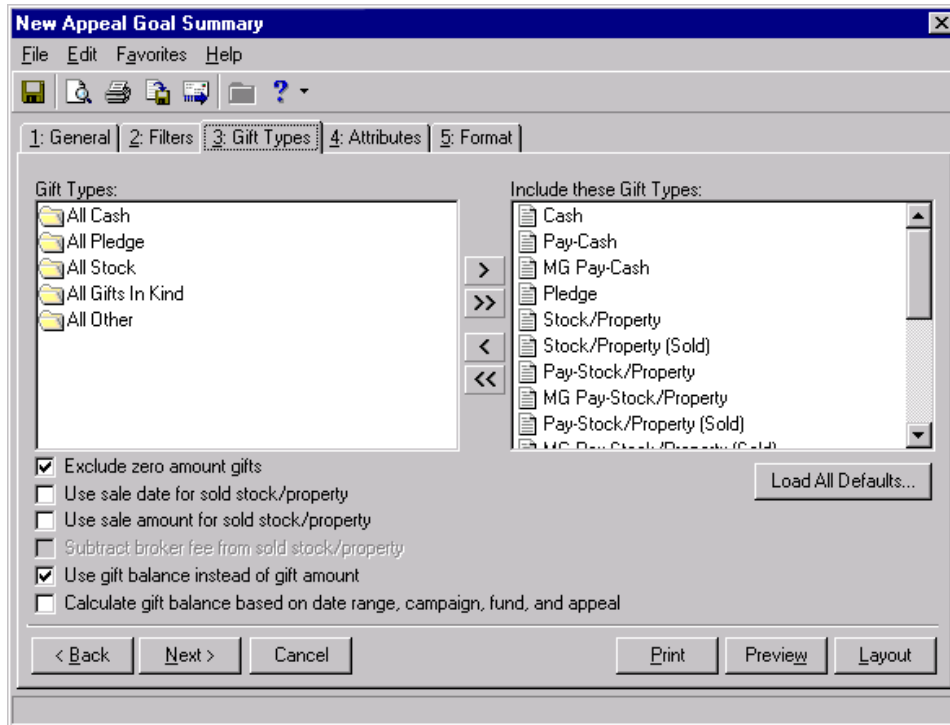 New Appeal Goal Summary
File Edit Favorites Help
?
1: General 2: Filters 3: Gift Types 4: Attributes 5: Format
Gift Types:
Include these Gift Types:
All Cash
All Pledge
All Stock
All Gifts In Kind
All Other
>
>>
<
<<
Cash
Pay-Cash
MG Pay-Cash
Pledge
Stock/Property
Stock/Property (Sold)
Pay-Stock/Property
MG Pay-Stock/Property
Pay-Stock/Property (Sold)
MG Pay-Stock/Property (Sold)
Exclude zero amount gifts
Use sale date for sold stock/property
Use sale amount for sold stock/property
Subtract broker fee from sold stock/property
Use gift balance instead of gift amount
Calculate gift balance based on date range, campaign, fund, and appeal
Load All Defaults...
< Back Next > Cancel Print Preview Layout